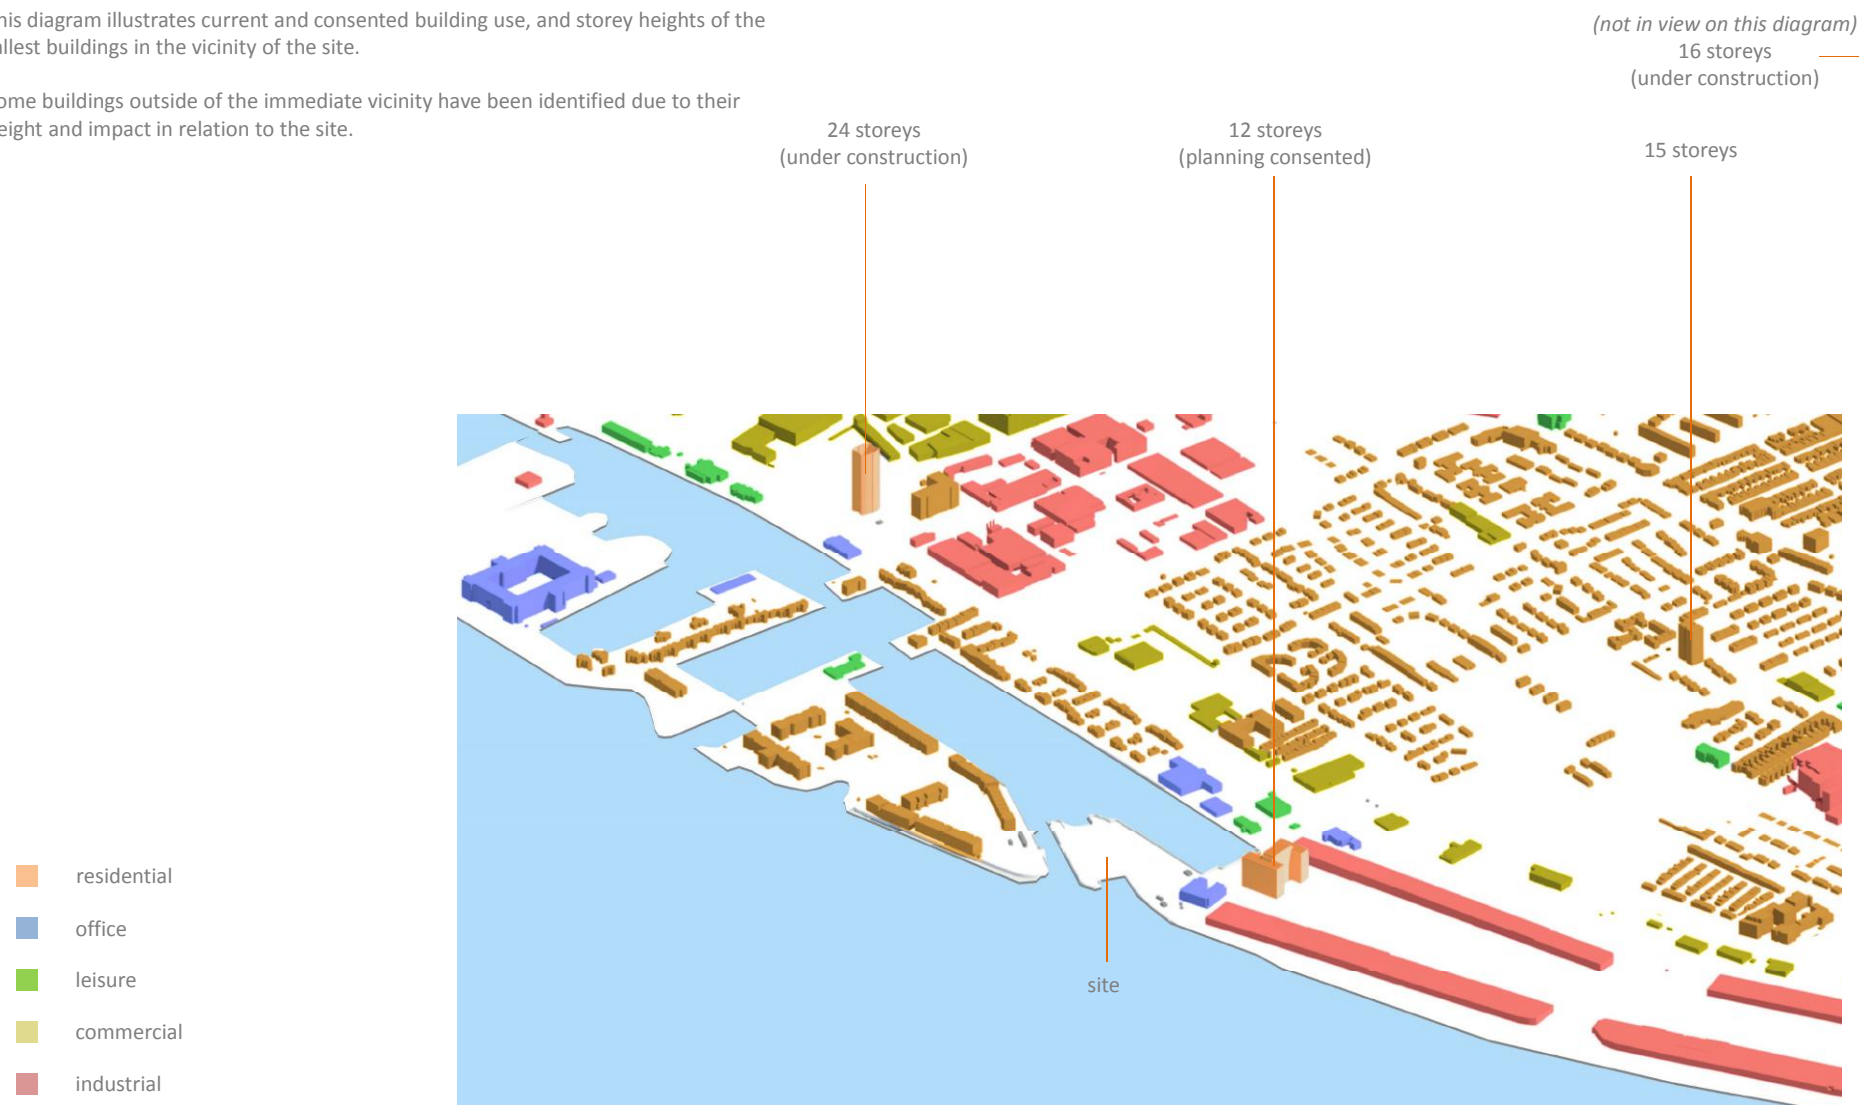 his diagram illustrates current and consented building use, and storey heights of the
llest buildings in the vicinity of the site.
ome buildings outside of the immediate vicinity have been identified due to their
eight and impact in relation to the site.
(not in view on this diagram)
16 storeys
(under construction)
24 storeys
(under construction)
12 storeys
(planning consented)
15 storeys
site
residential
office
leisure
commercial
industrial